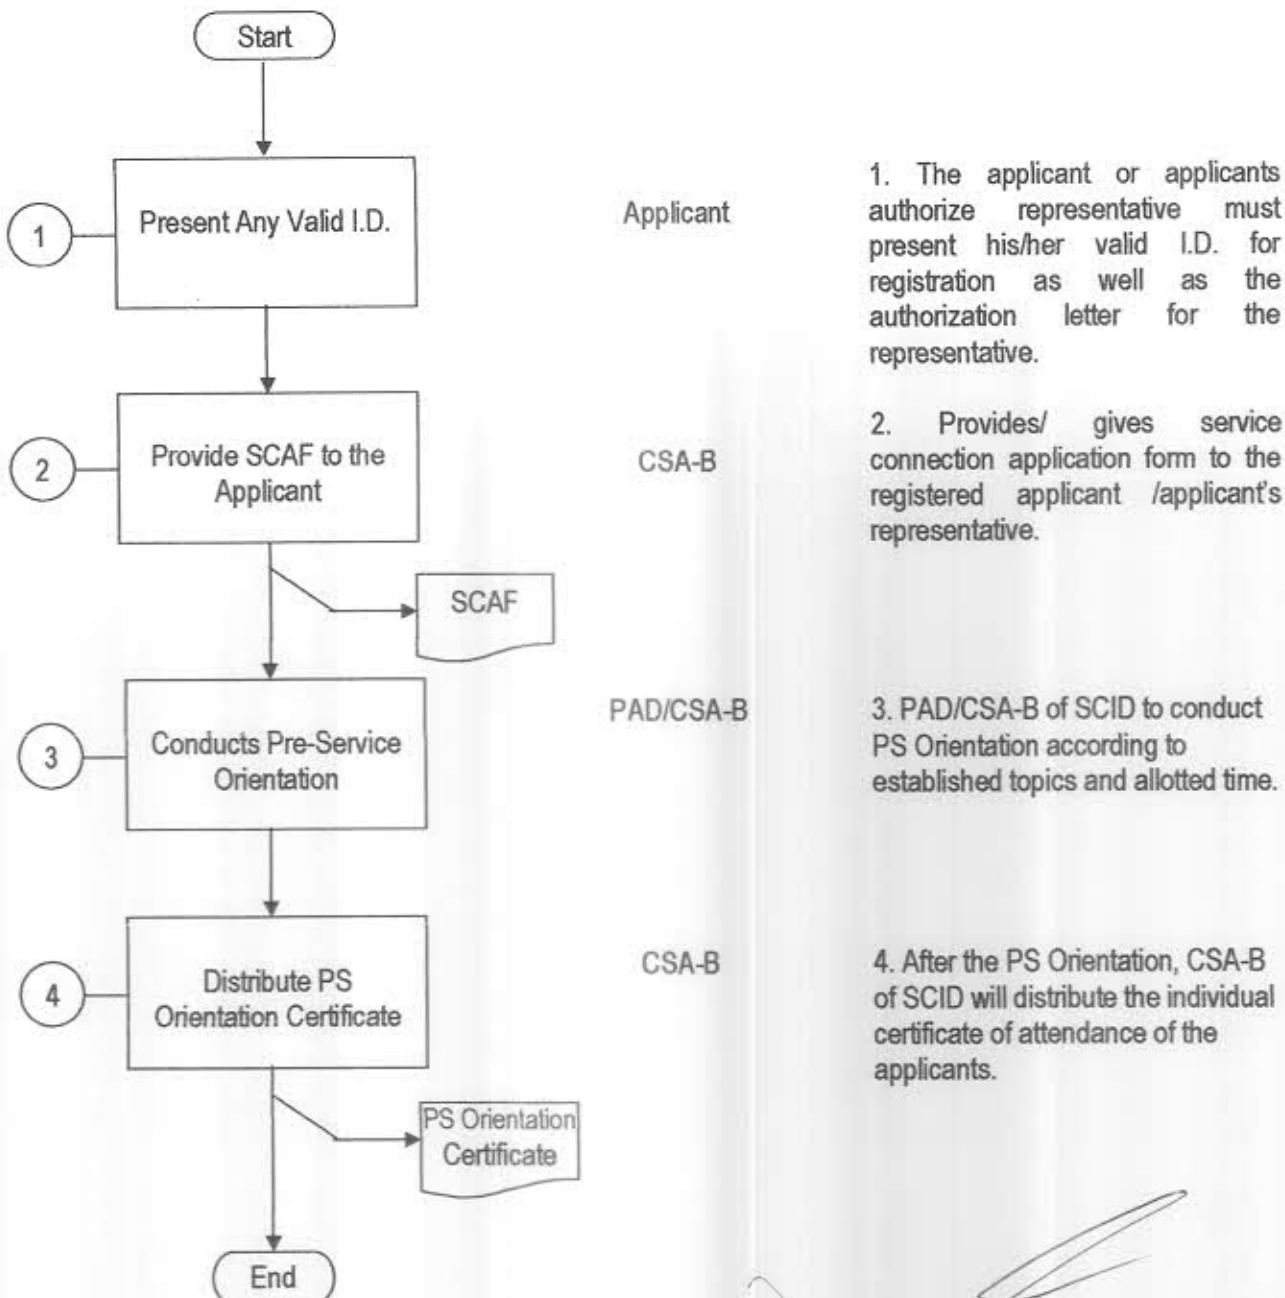 Start
1
Present Any Valid I.D.
Applicant
1. The applicant or applicants
authorize representative must
present his/her valid I.D. for
registration as well as the
authorization letter for the
representative.
2
Provide SCAF to the
Applicant
CSA-B
2. Provides/ gives service
connection application form to the
registered applicant /applicant's
representative.
SCAF
3
Conducts Pre-Service
Orientation
PAD/CSA-B
3. PAD/CSA-B of SCID to conduct
PS Orientation according to
established topics and allotted time.
4
Distribute PS
Orientation Certificate
CSA-B
4. After the PS Orientation, CSA-B
of SCID will distribute the individual
certificate of attendance of the
applicants.
PS Orientation
Certificate
End